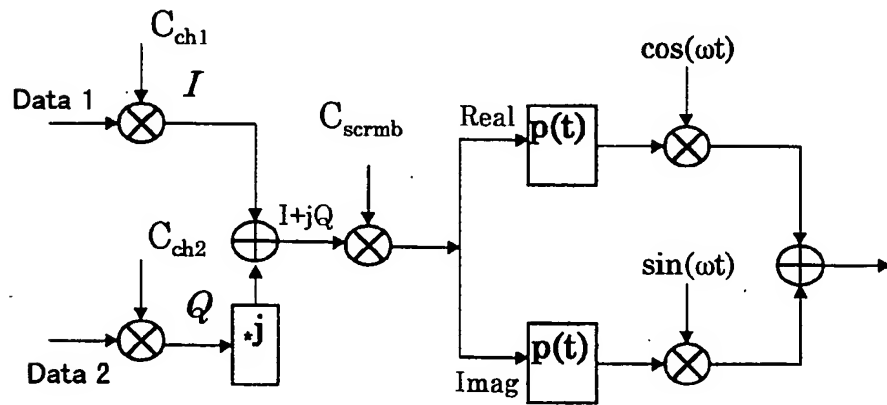 C_ch1
I
Data 1
C_scrmb
Real
p(t)
cos(ωt)
I+jQ
C_ch2
Q
*j
Data 2
Imag
p(t)
sin(ωt)